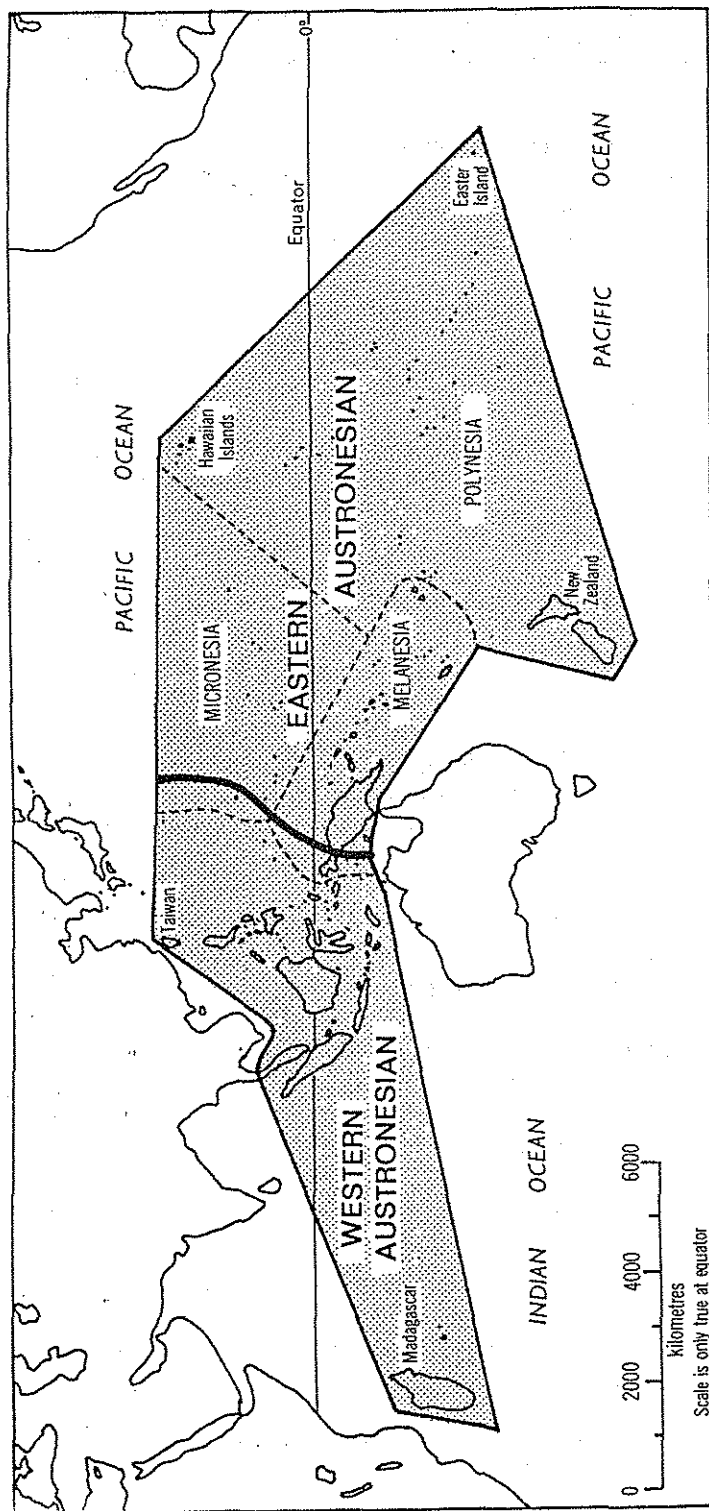 PACIFIC OCEAN
Taiwan
MICRONESIA
Hawaiian
Islands
Equator
0°
EASTERN
AUSTRONESIAN
MELANESIA
POLYNESIA
Easter
Island
New
Zealand
PACIFIC OCEAN
WESTERN
AUSTRONESIAN
Madagascar
INDIAN OCEAN
0 2000 4000 6000
kilometres
Scale is only true at equator